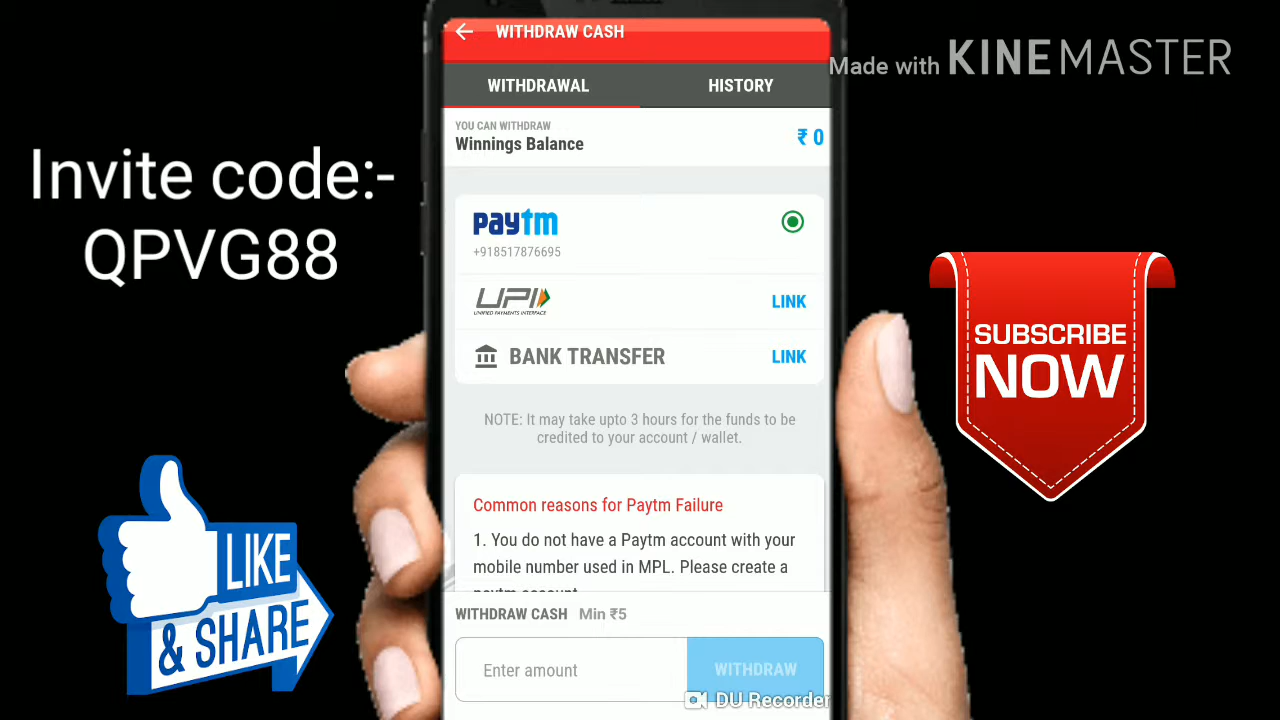 Made with KINEMASTER
Invite code:-
QPVG88
WITHDRAW CASH
WITHDRAWAL
HISTORY
YOU CAN WITHDRAW
Winnings Balance
₹ 0
paytm
+918517876695
UPI
UNIFIED PAYMENTS INTERFACE
LINK
BANK TRANSFER
LINK
NOTE: It may take upto 3 hours for the funds to be
credited to your account / wallet.
Common reasons for Paytm Failure
1. You do not have a Paytm account with your
mobile number used in MPL. Please create a
paytm account
WITHDRAW CASH Min ₹5
Enter amount
WITHDRAW
DU Recorder
SUBSCRIBE
NOW
LIKE
& SHARE